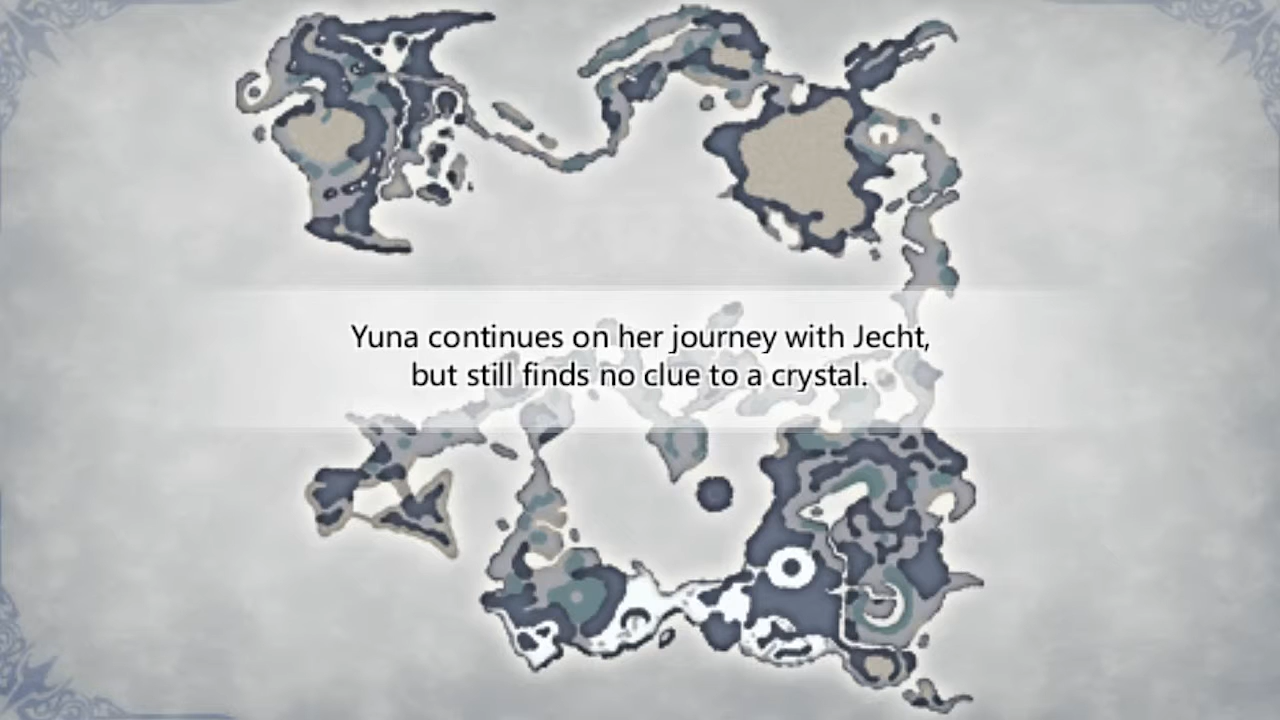 Yuna continues on her journey with Jecht,
but still finds no clue to a crystal.